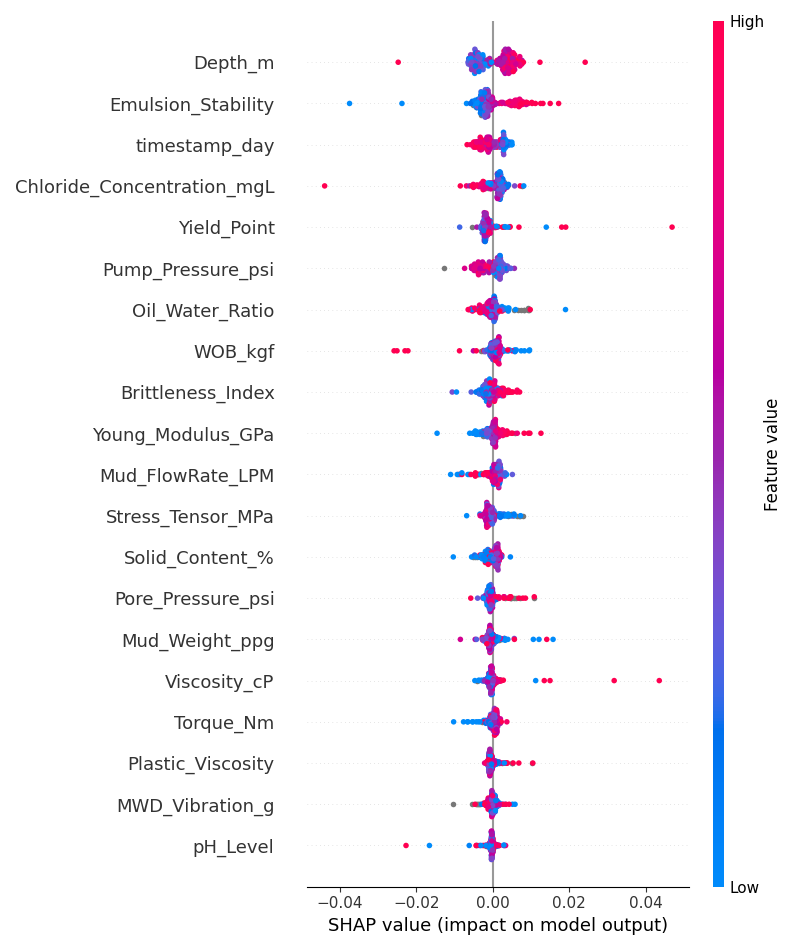 High
Depth_m
Emulsion_Stability
timestamp_day
Chloride_Concentration_mgL
Yield_Point
Pump_Pressure_psi
Oil_Water_Ratio
WOB_kgf
Brittleness_Index
Young_Modulus_GPa
Mud_FlowRate_LPM
Stress_Tensor_MPa
Solid_Content_%
Pore_Pressure_psi
Mud_Weight_ppg
Viscosity_cP
Torque_Nm
Plastic_Viscosity
MWD_Vibration_g
pH_Level
Feature value
Low
−0.04 −0.02 0.00 0.02 0.04
SHAP value (impact on model output)